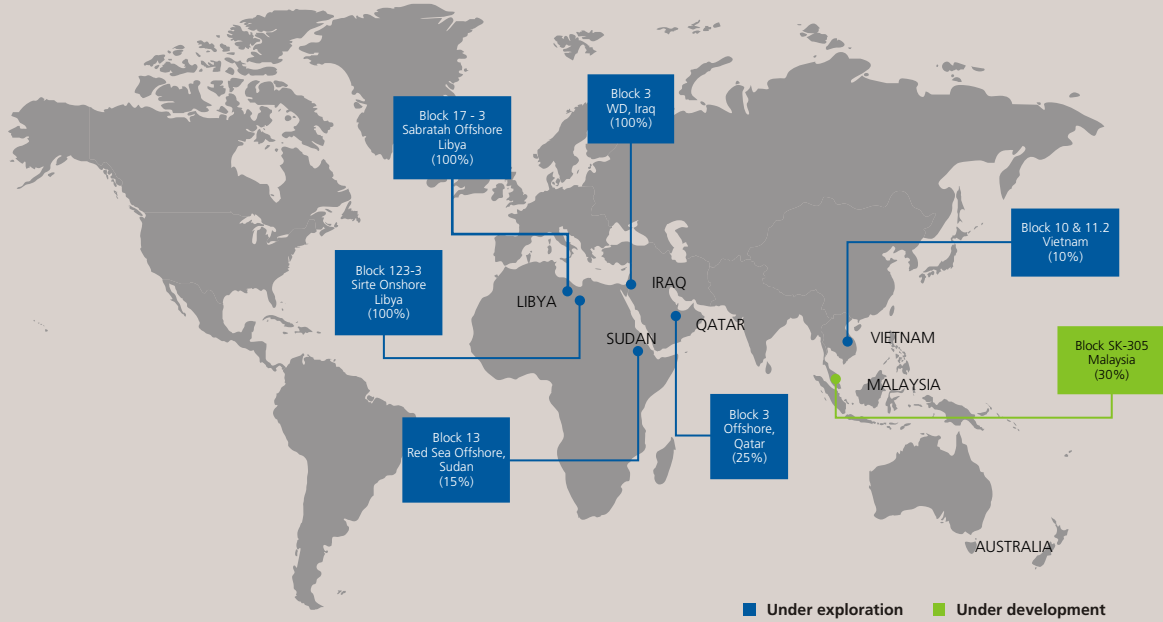 Block 3
WD, Iraq
(100%)
Block 17 - 3
Sabratah Offshore
Libya
(100%)
Block 10 & 11.2
Vietnam
(10%)
Block 123-3
Sirte Onshore
Libya
(100%)
LIBYA
IRAQ
QATAR
SUDAN
VIETNAM
MALAYSIA
Block SK-305
Malaysia
(30%)
Block 3
Offshore,
Qatar
(25%)
Block 13
Red Sea Offshore,
Sudan
(15%)
AUSTRALIA
Under exploration
Under development